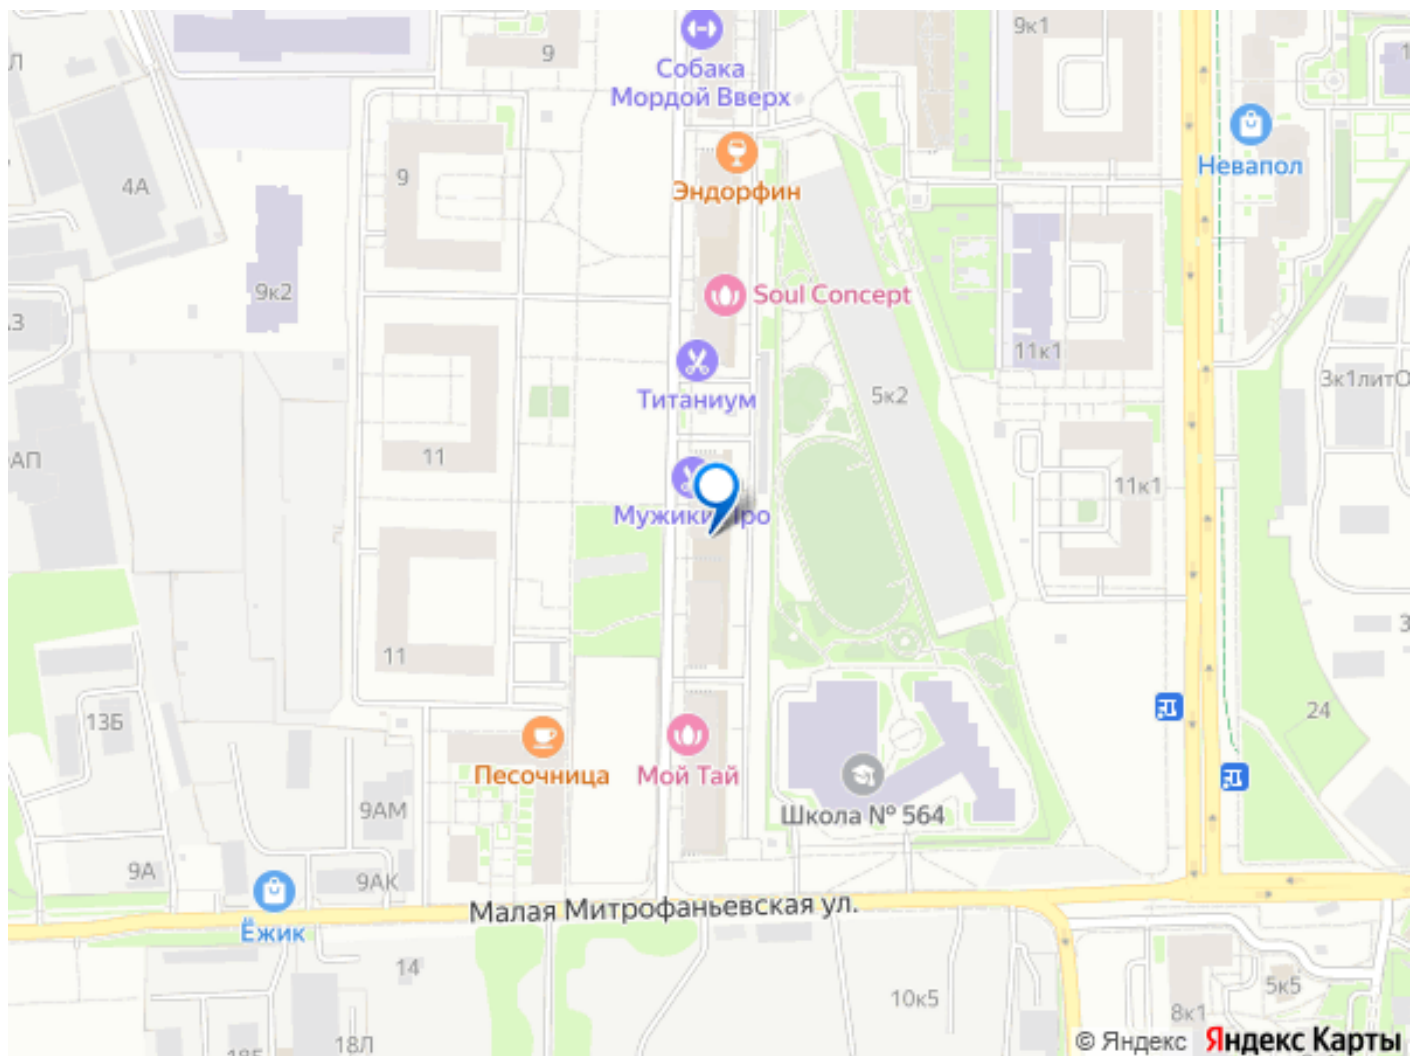 9
9к1
Собака
Мордой Вверх
Невапол
4А
9
Эндорфин
9к2
Soul Concept
11к1
Титаниум
5к2
3к1литО
11
АП
11к1
Мужики Про
11
24
13Б
Песочница
Мой Тай
9АМ
Школа № 564
9А
9АК
Малая Митрофаньевская ул.
Ёжик
14
10к5
5к5
8к1
18Л
© Яндекс Яндекс Карты